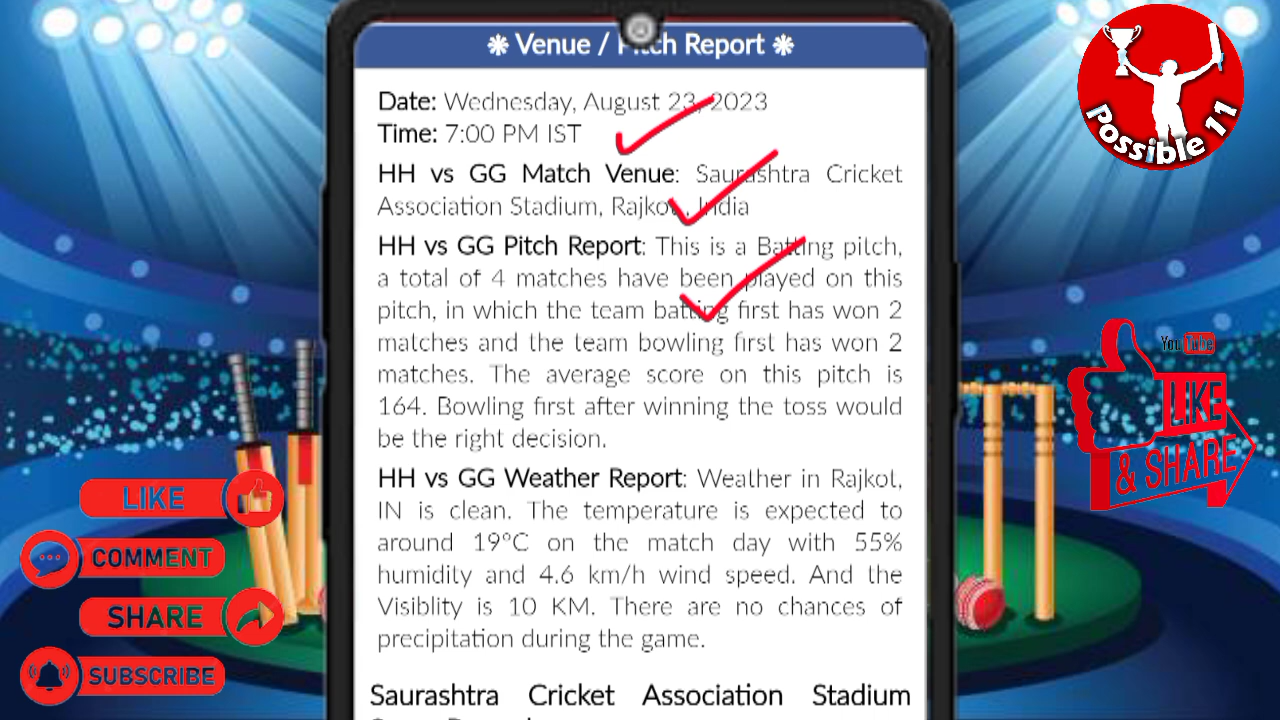 ❋ Venue / Pitch Report ❋
Date: Wednesday, August 23, 2023
Time: 7:00 PM IST
HH vs GG Match Venue: Saurashtra Cricket
Association Stadium, Rajkot, India
HH vs GG Pitch Report: This is a Batting pitch,
a total of 4 matches have been played on this
pitch, in which the team batting first has won 2
matches and the team bowling first has won 2
matches. The average score on this pitch is
164. Bowling first after winning the toss would
be the right decision.
HH vs GG Weather Report: Weather in Rajkot,
IN is clean. The temperature is expected to
around 19°C on the match day with 55%
humidity and 4.6 km/h wind speed. And the
Visiblity is 10 KM. There are no chances of
precipitation during the game.
Saurashtra Cricket Association Stadium
Possible 11
You Tube
LIKE
& SHARE
LIKE
COMMENT
SHARE
SUBSCRIBE